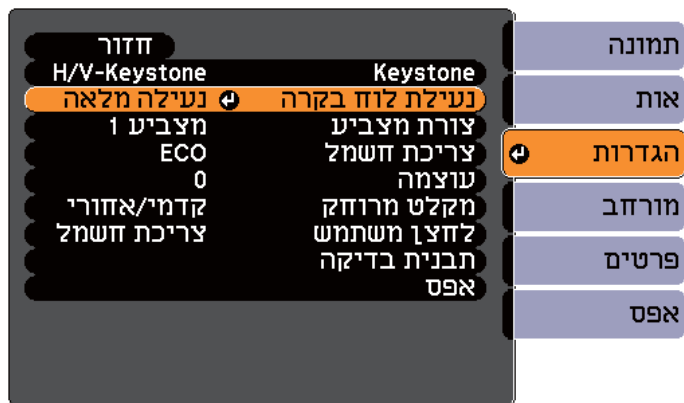 תמונה
אות
הגדרות
מורחב
פרטים
אפס
חזור
Keystone H/V-Keystone
נעילת לוח בקרה נעילה מלאה
צורת מצביע מצביע 1
צריכת חשמל ECO
עוצמה 0
מקלט מרוחק קדמי/אחורי
לחצן משתמש צריכת חשמל
תבנית בדיקה
אפס